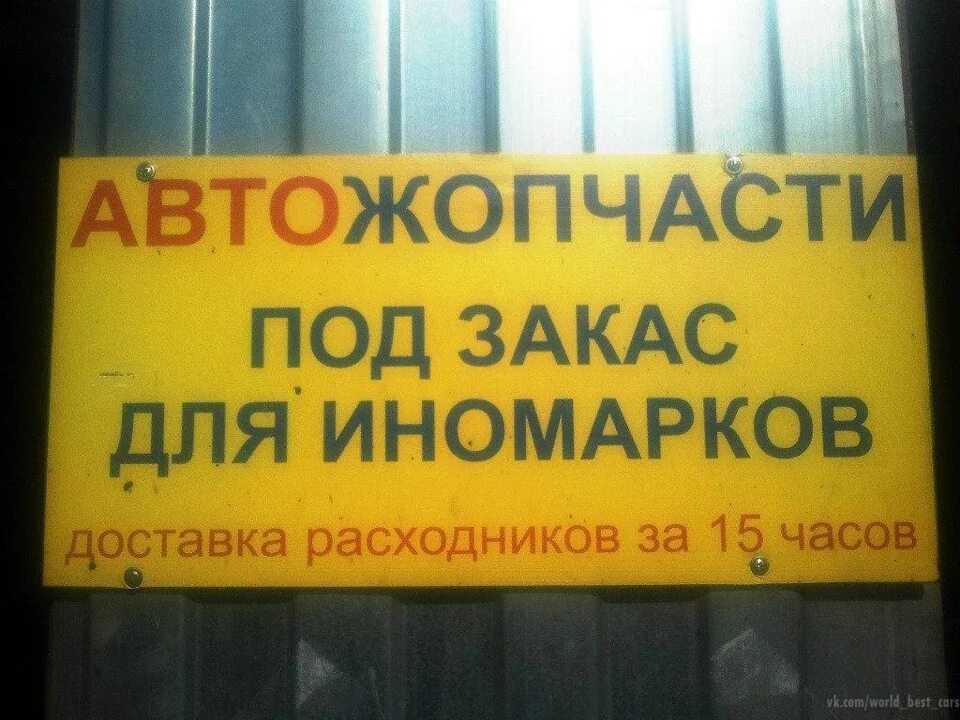 АВТОЖОПЧАСТИ
ПОД ЗАКАС
ДЛЯ ИНОМАРКОВ
доставка расходников за 15 часов
vk.com/world_best_cars